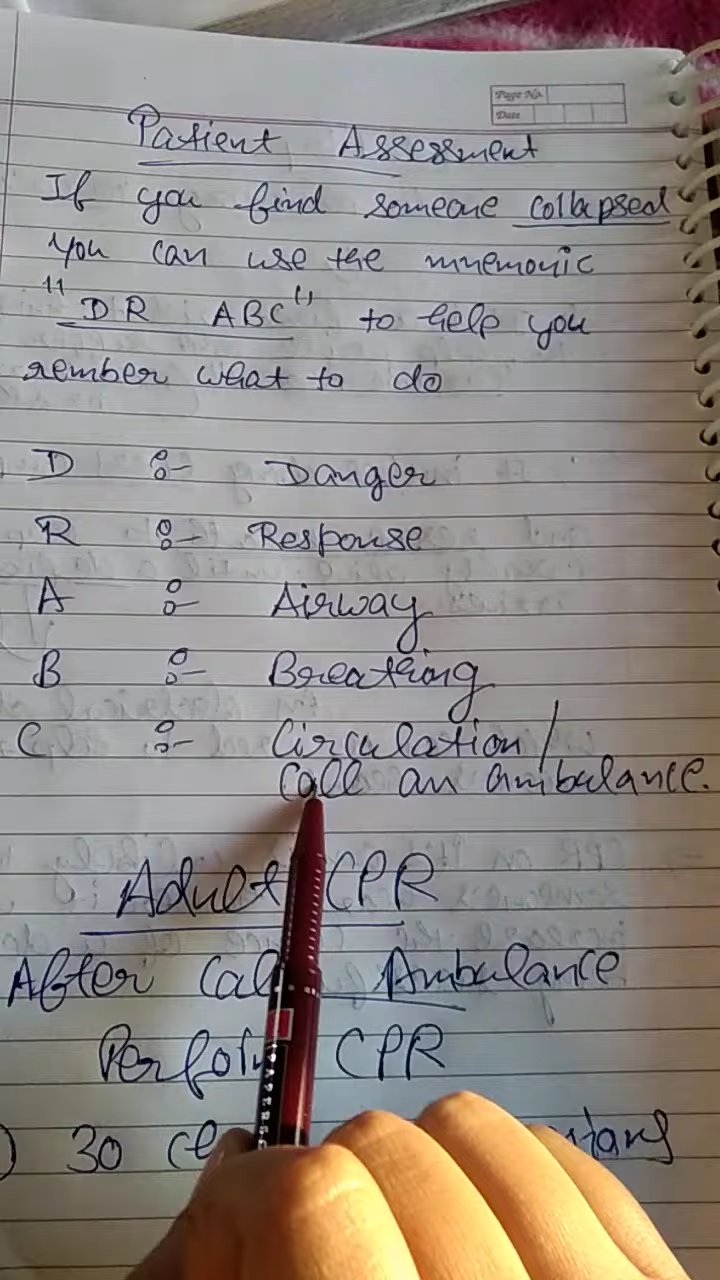 Page No.
Date
Patient Assessment
If you find someone collapsed
you can use the mnemonic
"DR ABC" to help you
rember what to do
D :- Danger
R :- Response
A :- Airway
B :- Breathing
C :- Circulation /
Call an ambulance.
Adult CPR
After Call Ambulance
Perform CPR
30